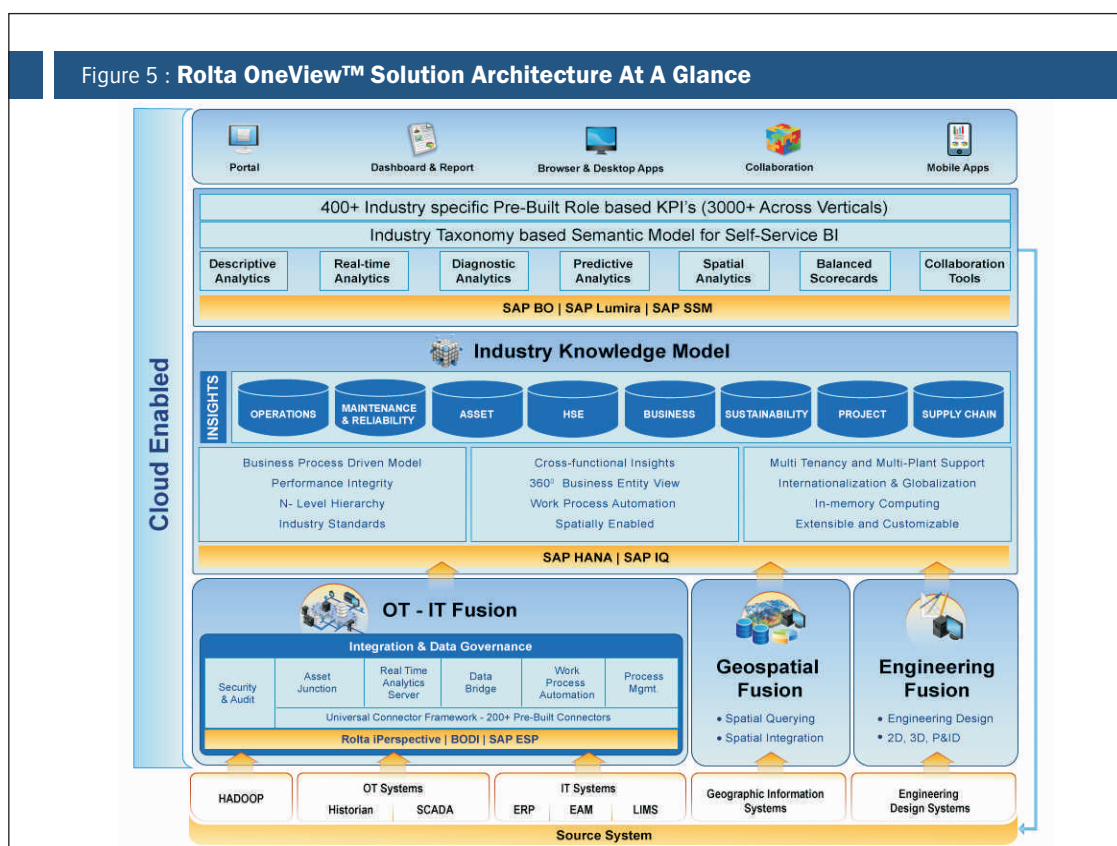 Figure 5 : Rolta OneView™ Solution Architecture At A Glance
Cloud Enabled
Portal
Dashboard & Report
Browser & Desktop Apps
Collaboration
Mobile Apps
400+ Industry specific Pre-Built Role based KPI's (3000+ Across Verticals)
Industry Taxonomy based Semantic Model for Self-Service BI
Descriptive
Analytics
Real-time
Analytics
Diagnostic
Analytics
Predictive
Analytics
Spatial
Analytics
Balanced
Scorecards
Collaboration
Tools
SAP BO | SAP Lumira | SAP SSM
Industry Knowledge Model
INSIGHTS
OPERATIONS
MAINTENANCE
& RELIABILITY
ASSET
HSE
BUSINESS
SUSTAINABILITY
PROJECT
SUPPLY CHAIN
Business Process Driven Model
Performance Integrity
N- Level Hierarchy
Industry Standards
Cross-functional Insights
360° Business Entity View
Work Process Automation
Spatially Enabled
Multi Tenancy and Multi-Plant Support
Internationalization & Globalization
In-memory Computing
Extensible and Customizable
SAP HANA | SAP IQ
OT - IT Fusion
Integration & Data Governance
Security
& Audit
Asset
Junction
Real Time
Analytics
Server
Data
Bridge
Work
Process
Automation
Process
Mgmt.
Universal Connector Framework - 200+ Pre-Built Connectors
Rolta iPerspective | BODI | SAP ESP
Geospatial
Fusion
• Spatial Querying
• Spatial Integration
Engineering
Fusion
• Engineering Design
• 2D, 3D, P&ID
HADOOP
OT Systems
Historian SCADA
IT Systems
ERP EAM LIMS
Geographic Information
Systems
Engineering
Design Systems
Source System